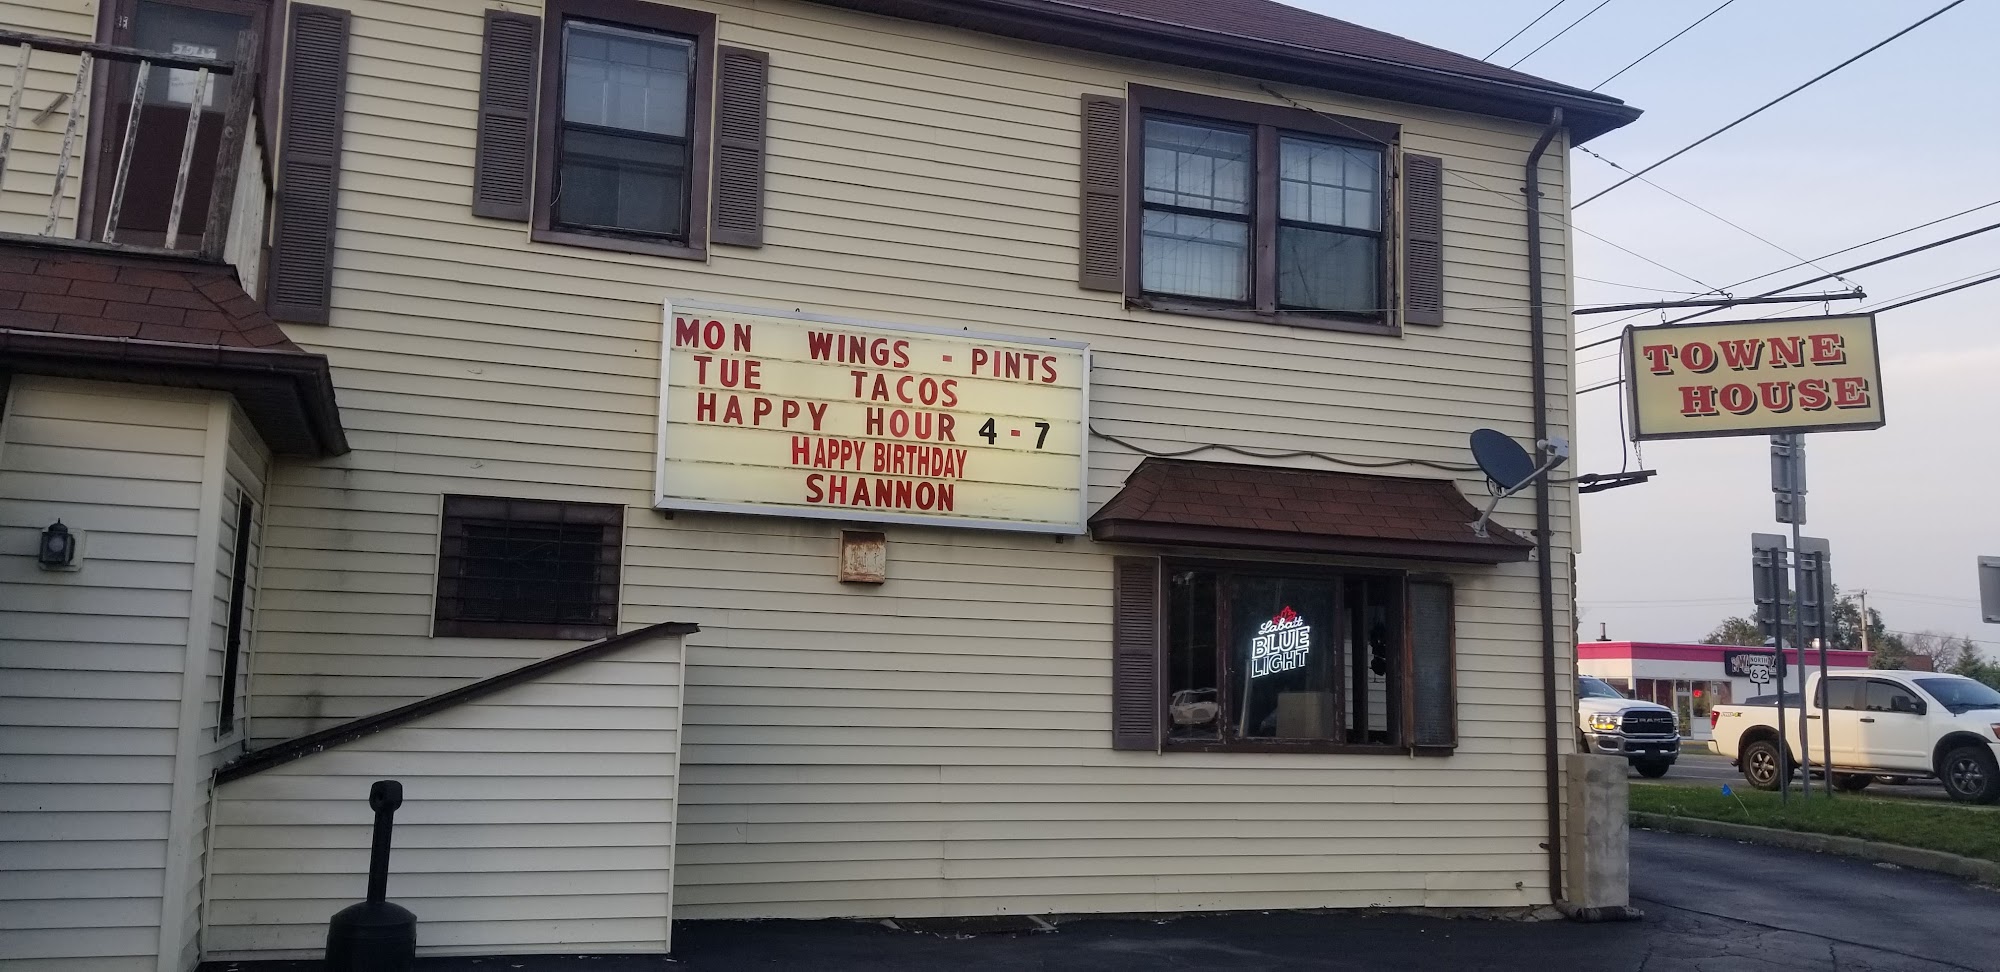 MON WINGS - PINTS
TUE TACOS
HAPPY HOUR 4 - 7
HAPPY BIRTHDAY
SHANNON
TOWNE
HOUSE
Labatt
BLUE
LIGHT
NORTH
62
RAM